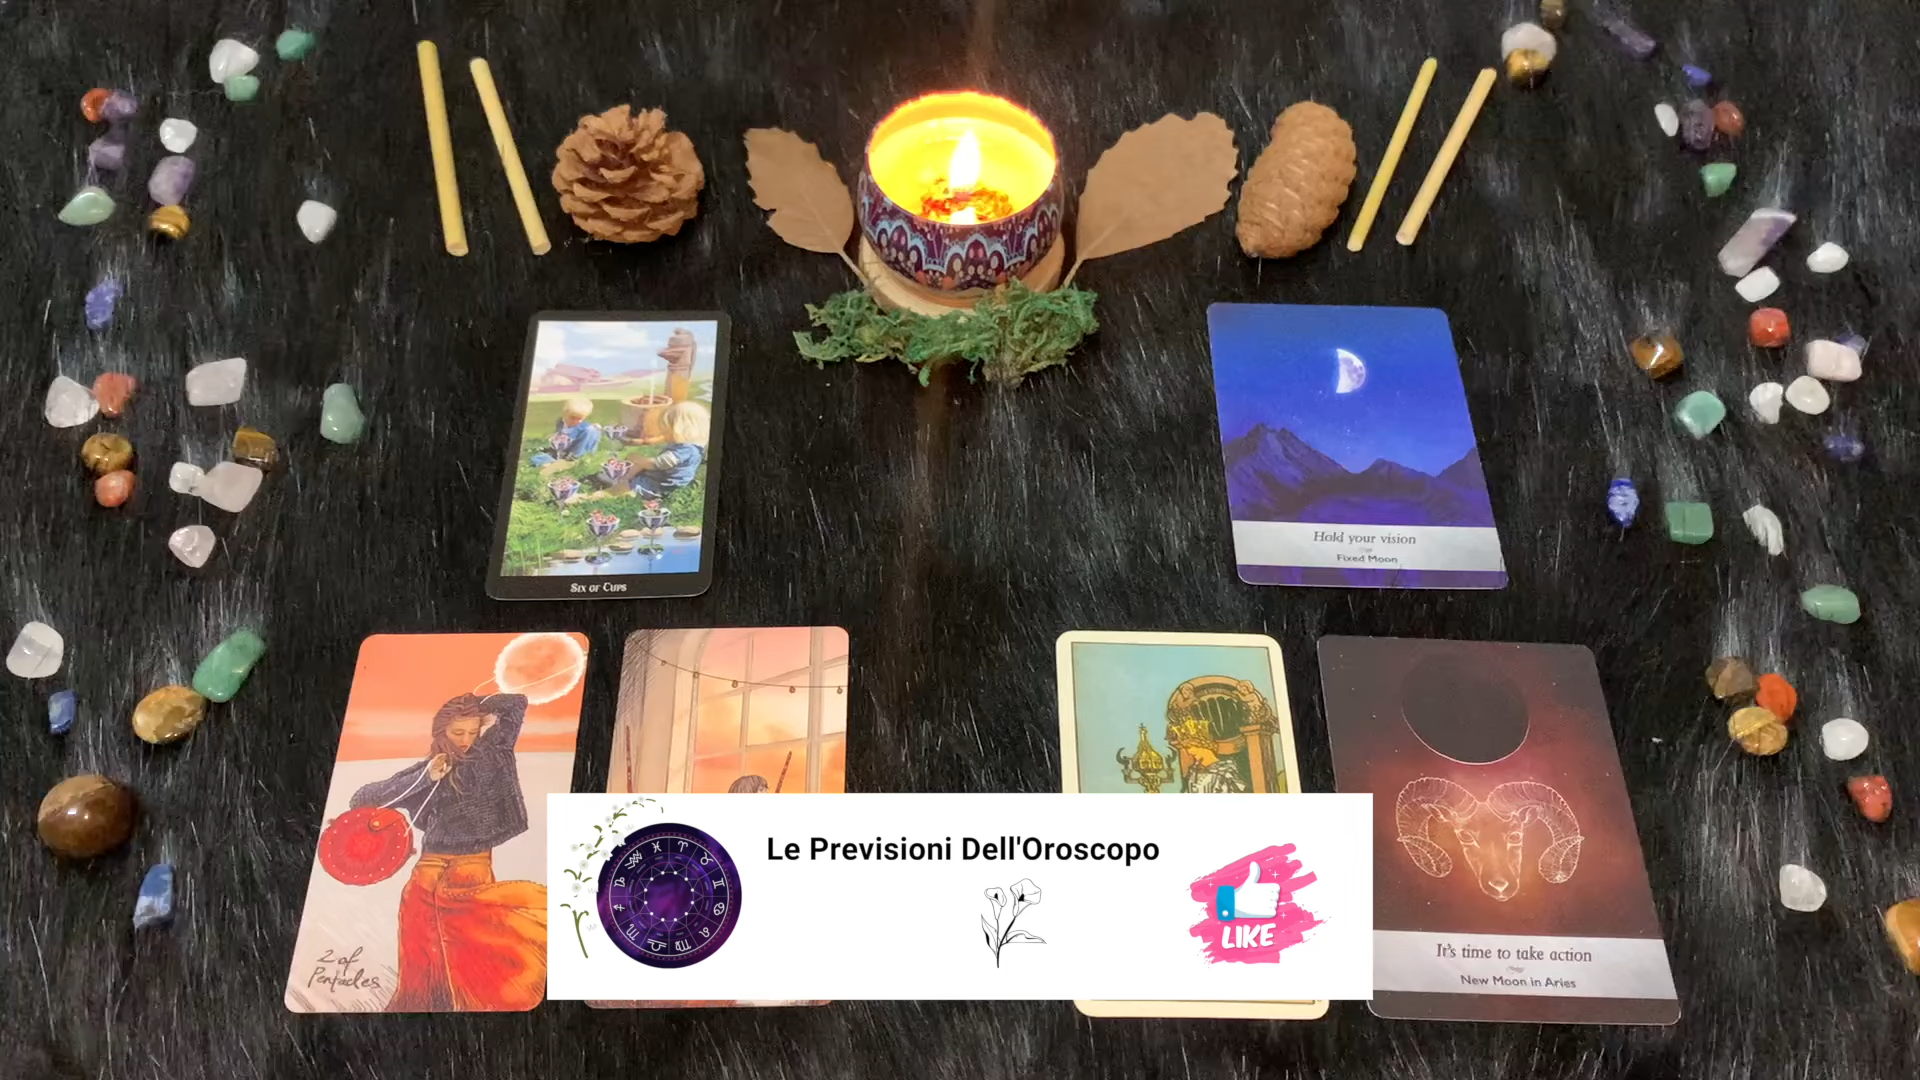 Six of Cups
Hold your vision
Fixed Moon
2 of
Pentacles
Le Previsioni Dell'Oroscopo
LIKE
It's time to take action
New Moon in Aries